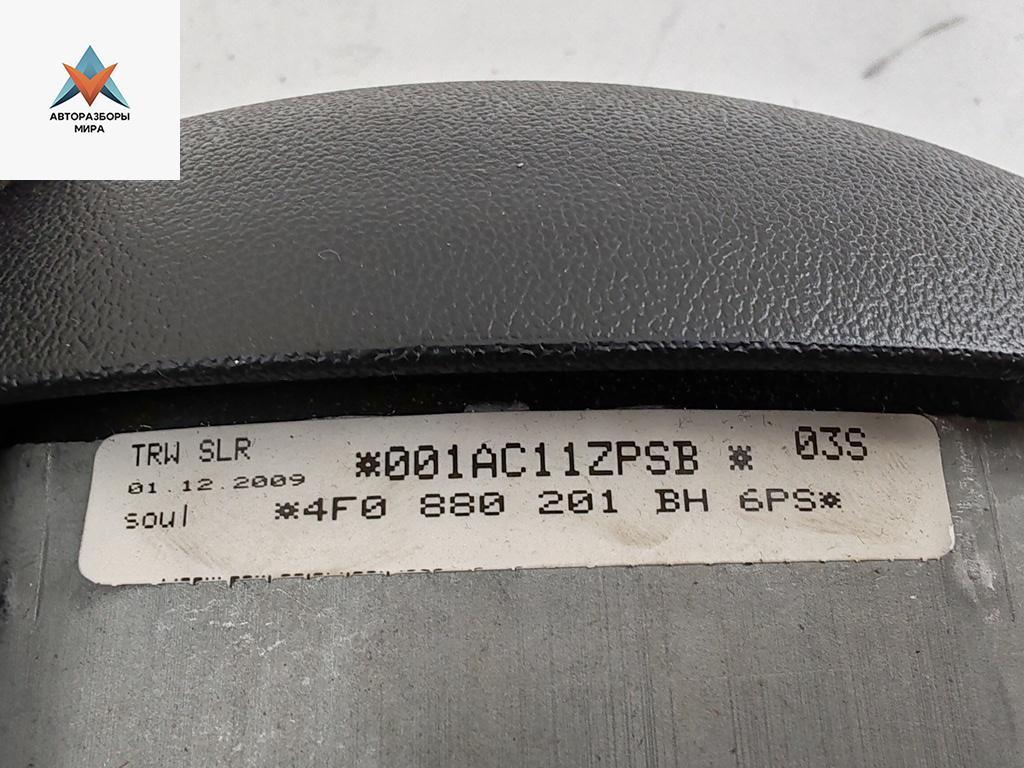 АВТОРАЗБОРЫ
МИРА
TRW SLR
*001AC11ZPSB *
03S
01.12.2009
soul
*4F0 880 201 BH 6PS*